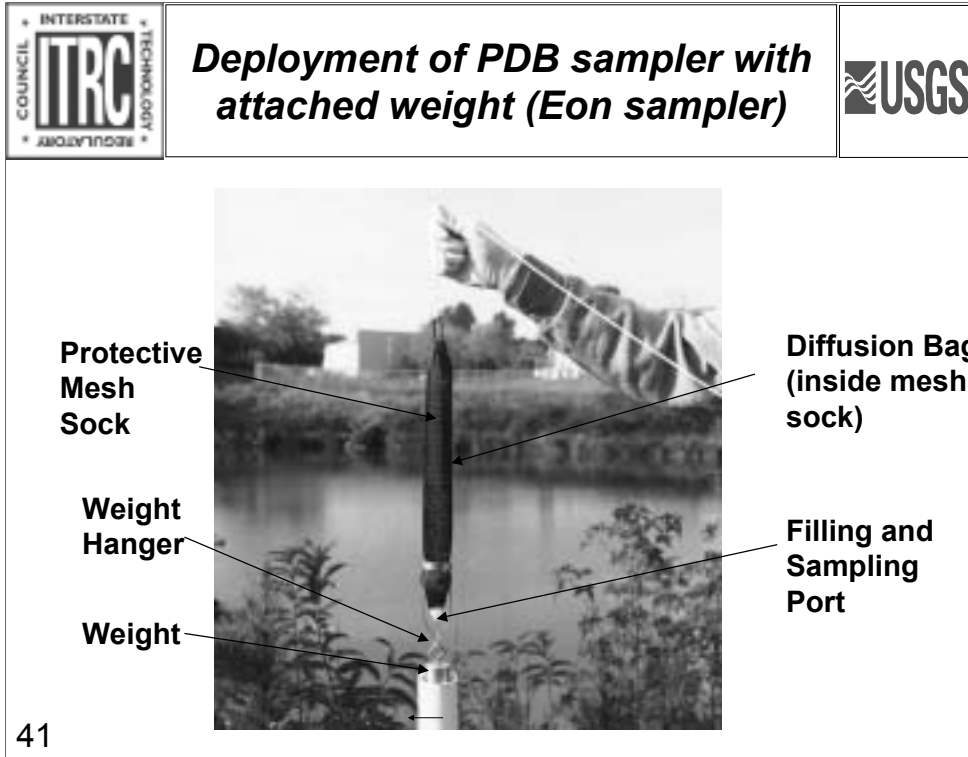 INTERSTATE
COUNCIL
ITRC
TECHNOLOGY
REGULATORY
Deployment of PDB sampler with
attached weight (Eon sampler)
USGS
Protective
Mesh
Sock
Diffusion Bag
(inside mesh
sock)
Weight
Hanger
Filling and
Sampling
Port
Weight
41